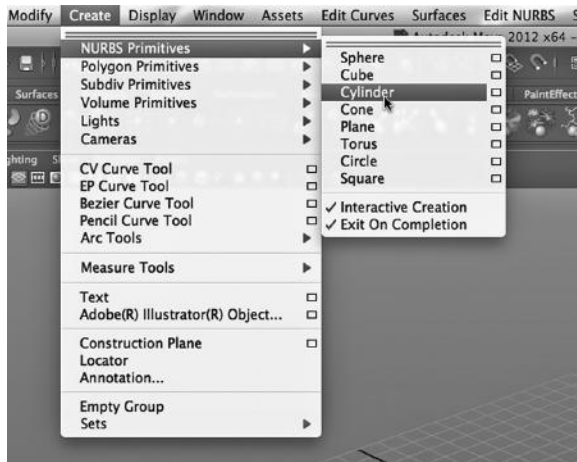 Modify Create Display Window Assets Edit Curves Surfaces Edit NURBS
2012 x64 -
Surfaces
PaintEffect
NURBS Primitives
Polygon Primitives
Subdiv Primitives
Volume Primitives
Lights
Cameras
CV Curve Tool
EP Curve Tool
Bezier Curve Tool
Pencil Curve Tool
Arc Tools
Measure Tools
Text
Adobe(R) Illustrator(R) Object...
Construction Plane
Locator
Annotation...
Empty Group
Sets
Sphere
Cube
Cylinder
Cone
Plane
Torus
Circle
Square
✓ Interactive Creation
✓ Exit On Completion